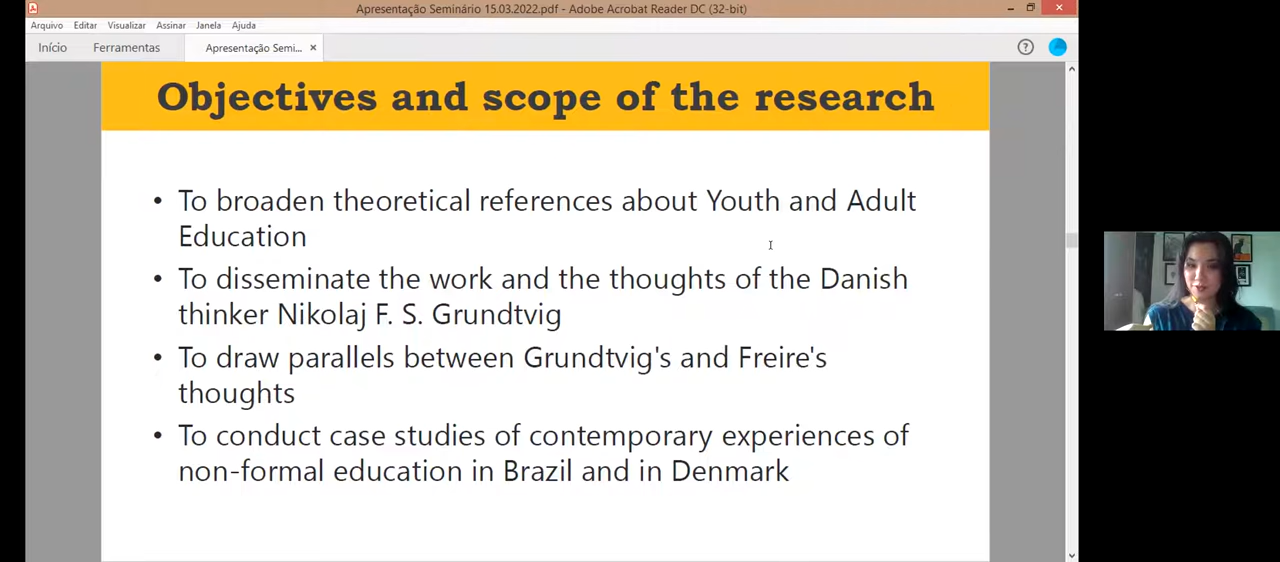 Apresentação Seminário 15.03.2022.pdf - Adobe Acrobat Reader DC (32-bit)
Arquivo Editar Visualizar Assinar Janela Ajuda
Início Ferramentas Apresentação Semi... ×
Objectives and scope of the research
• To broaden theoretical references about Youth and Adult
Education
• To disseminate the work and the thoughts of the Danish
thinker Nikolaj F. S. Grundtvig
• To draw parallels between Grundtvig's and Freire's
thoughts
• To conduct case studies of contemporary experiences of
non-formal education in Brazil and in Denmark